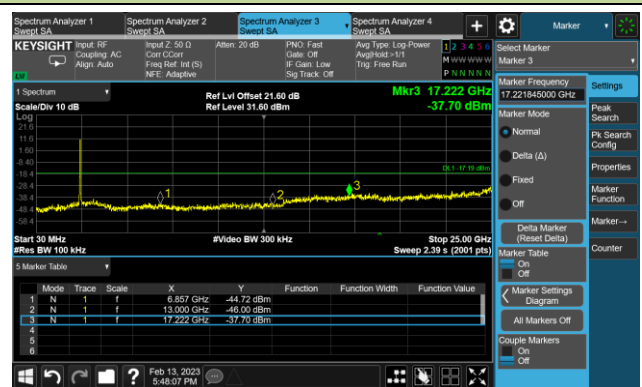 Spectrum Analyzer 1
Swept SA
Spectrum Analyzer 2
Swept SA
Spectrum Analyzer 3
Swept SA
Spectrum Analyzer 4
Swept SA
+
Marker
KEYSIGHT
Input: RF
Coupling: AC
Align: Auto
Input Z: 50 Ω
Corr CCorr
Freq Ref: Int (S)
NFE: Adaptive
Atten: 20 dB
PNO: Fast
Gate: Off
IF Gain: Low
Sig Track: Off
Avg Type: Log-Power
Avg|Hold:>1/1
Trig: Free Run
1 2 3 4 5 6
M W W W W W
P N N N N N
LXI
1 Spectrum
Scale/Div 10 dB
Log
Ref Lvl Offset 21.60 dB
Ref Level 31.60 dBm
Mkr3 17.222 GHz
-37.70 dBm
21.6
11.6
1.60
-8.40
-18.4
-28.4
-38.4
-48.4
-58.4
DL1 -17.19 dBm
1
2
3
Start 30 MHz
#Res BW 100 kHz
#Video BW 300 kHz
Stop 25.00 GHz
Sweep 2.39 s (2001 pts)
5 Marker Table
Mode Trace Scale X Y Function Function Width Function Value
1 N 1 f 6.857 GHz -44.72 dBm
2 N 1 f 13.000 GHz -46.00 dBm
3 N 1 f 17.222 GHz -37.70 dBm
4
5
6
Select Marker
Marker 3
Marker Frequency
17.221845000 GHz
Marker Mode
Normal
Delta (Δ)
Fixed
Off
Delta Marker
(Reset Delta)
Marker Table
On
Off
Marker Settings
Diagram
All Markers Off
Couple Markers
On
Off
Settings
Peak
Search
Pk Search
Config
Properties
Marker
Function
Marker→
Counter
?
Feb 13, 2023
5:48:07 PM